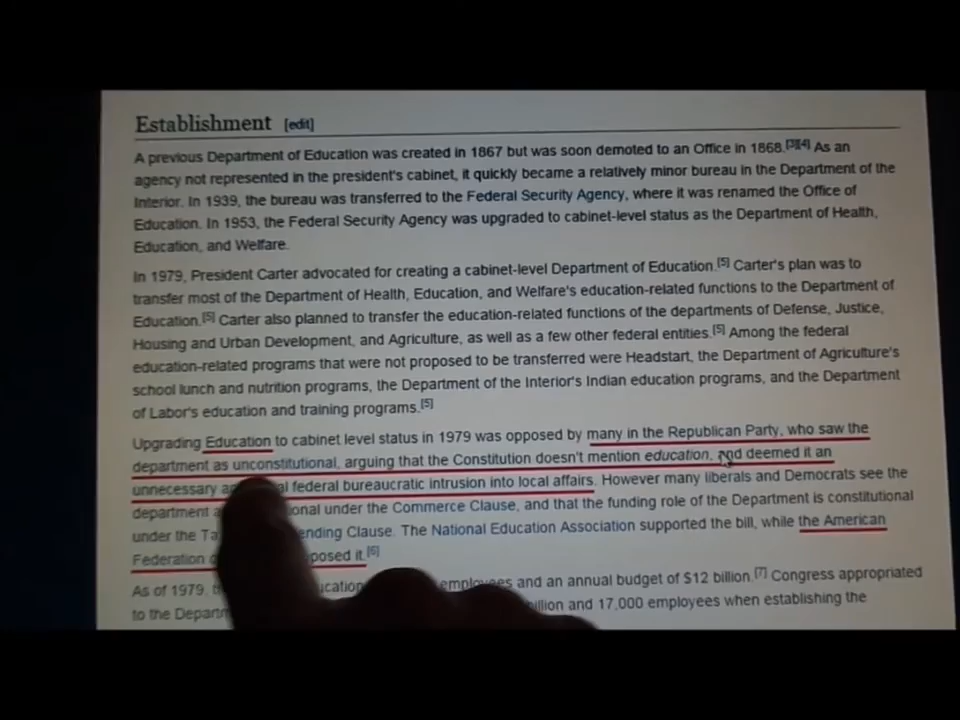 Establishment [edit]
A previous Department of Education was created in 1867 but was soon demoted to an Office in 1868.[3][4] As an
agency not represented in the president's cabinet, it quickly became a relatively minor bureau in the Department of the
Interior. In 1939, the bureau was transferred to the Federal Security Agency, where it was renamed the Office of
Education. In 1953, the Federal Security Agency was upgraded to cabinet-level status as the Department of Health,
Education, and Welfare.
In 1979, President Carter advocated for creating a cabinet-level Department of Education.[5] Carter's plan was to
transfer most of the Department of Health, Education, and Welfare's education-related functions to the Department of
Education.[5] Carter also planned to transfer the education-related functions of the departments of Defense, Justice,
Housing and Urban Development, and Agriculture, as well as a few other federal entities.[5] Among the federal
education-related programs that were not proposed to be transferred were Headstart, the Department of Agriculture's
school lunch and nutrition programs, the Department of the Interior's Indian education programs, and the Department
of Labor's education and training programs.[5]
Upgrading Education to cabinet level status in 1979 was opposed by many in the Republican Party, who saw the
department as unconstitutional, arguing that the Constitution doesn't mention education, and deemed it an
unnecessary federal bureaucratic intrusion into local affairs. However many liberals and Democrats see the
department under the Commerce Clause, and that the funding role of the Department is constitutional
under the Clause. The National Education Association supported the bill, while the American
Federation it.[6]
As of 1979, employees and an annual budget of $12 billion.[7] Congress appropriated
to the and 17,000 employees when establishing the